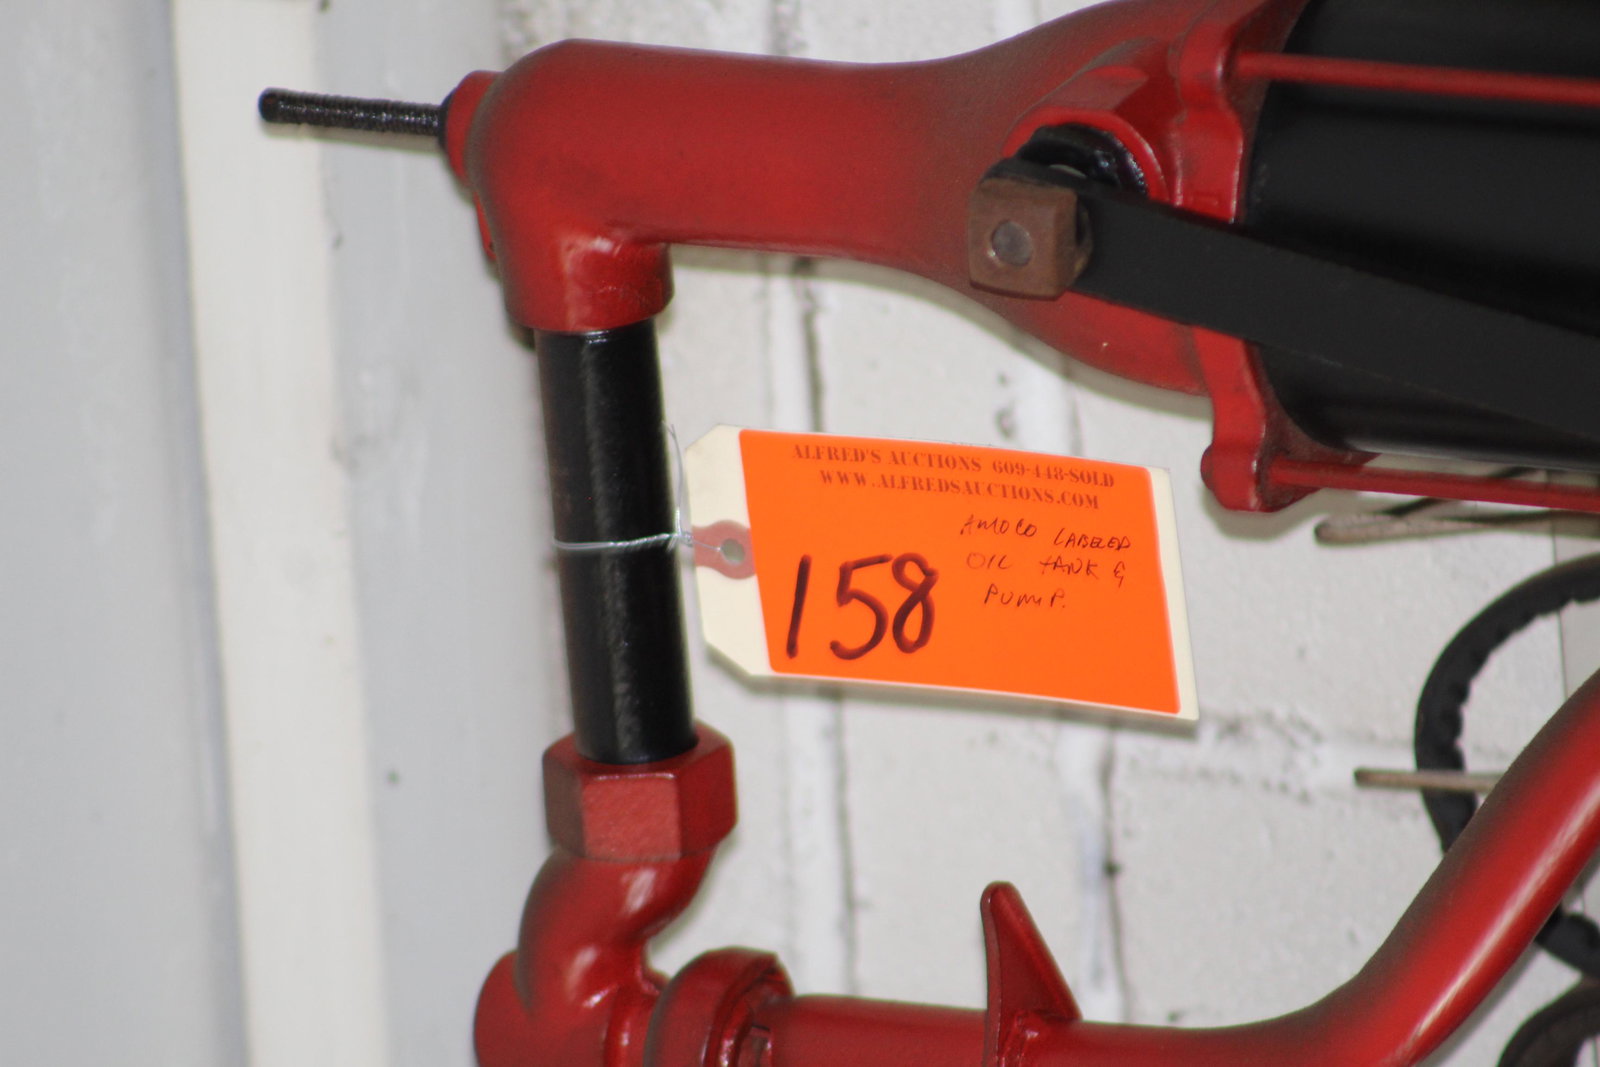 ALFRED'S AUCTIONS 609-448-SOLD
WWW.ALFREDSAUCTIONS.COM
AMOCO LABELED
OIL TANK &
PUMP.
158